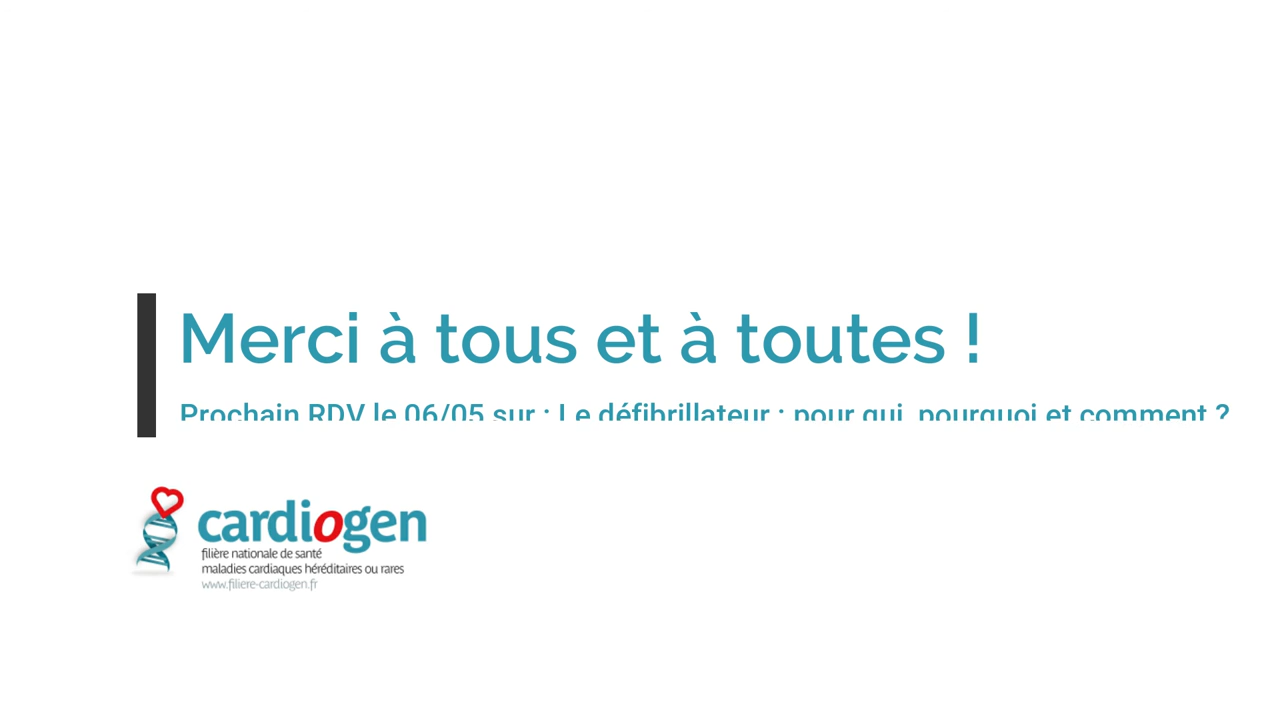 Merci à tous et à toutes !
Prochain RDV le 06/05 sur : Le défibrillateur : pour qui, pourquoi et comment ?
cardiogen
filière nationale de santé
maladies cardiaques héréditaires ou rares
www.filiere-cardiogen.fr